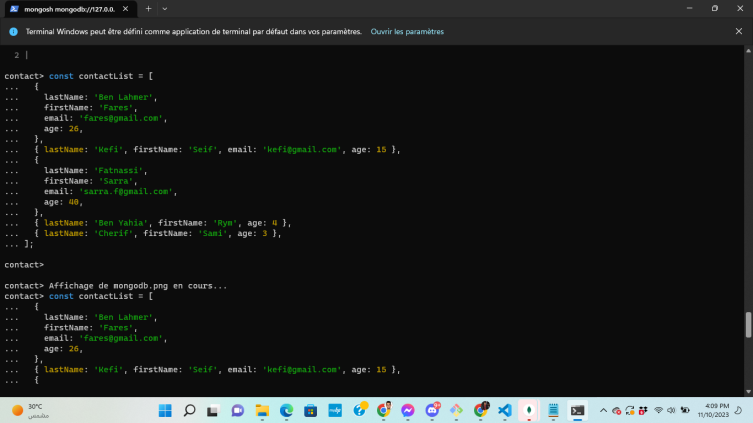 mongosh mongodb://127.0.0.
Terminal Windows peut être défini comme application de terminal par défaut dans vos paramètres. Ouvrir les paramètres
2 |
contact> const contactList = [
... {
... lastName: 'Ben Lahmer',
... firstName: 'Fares',
... email: 'fares@gmail.com',
... age: 26,
... },
... { lastName: 'Kefi', firstName: 'Seif', email: 'kefi@gmail.com', age: 15 },
... {
... lastName: 'Fatnassi',
... firstName: 'Sarra',
... email: 'sarra.f@gmail.com',
... age: 40,
... },
... { lastName: 'Ben Yahia', firstName: 'Rym', age: 4 },
... { lastName: 'Cherif', firstName: 'Sami', age: 3 },
... ];
contact>
contact> Affichage de mongodb.png en cours...
contact> const contactList = [
... {
... lastName: 'Ben Lahmer',
... firstName: 'Fares',
... email: 'fares@gmail.com',
... age: 26,
... },
... { lastName: 'Kefi', firstName: 'Seif', email: 'kefi@gmail.com', age: 15 },
... {
30°C
مشمس
4:09 PM
11/10/2023